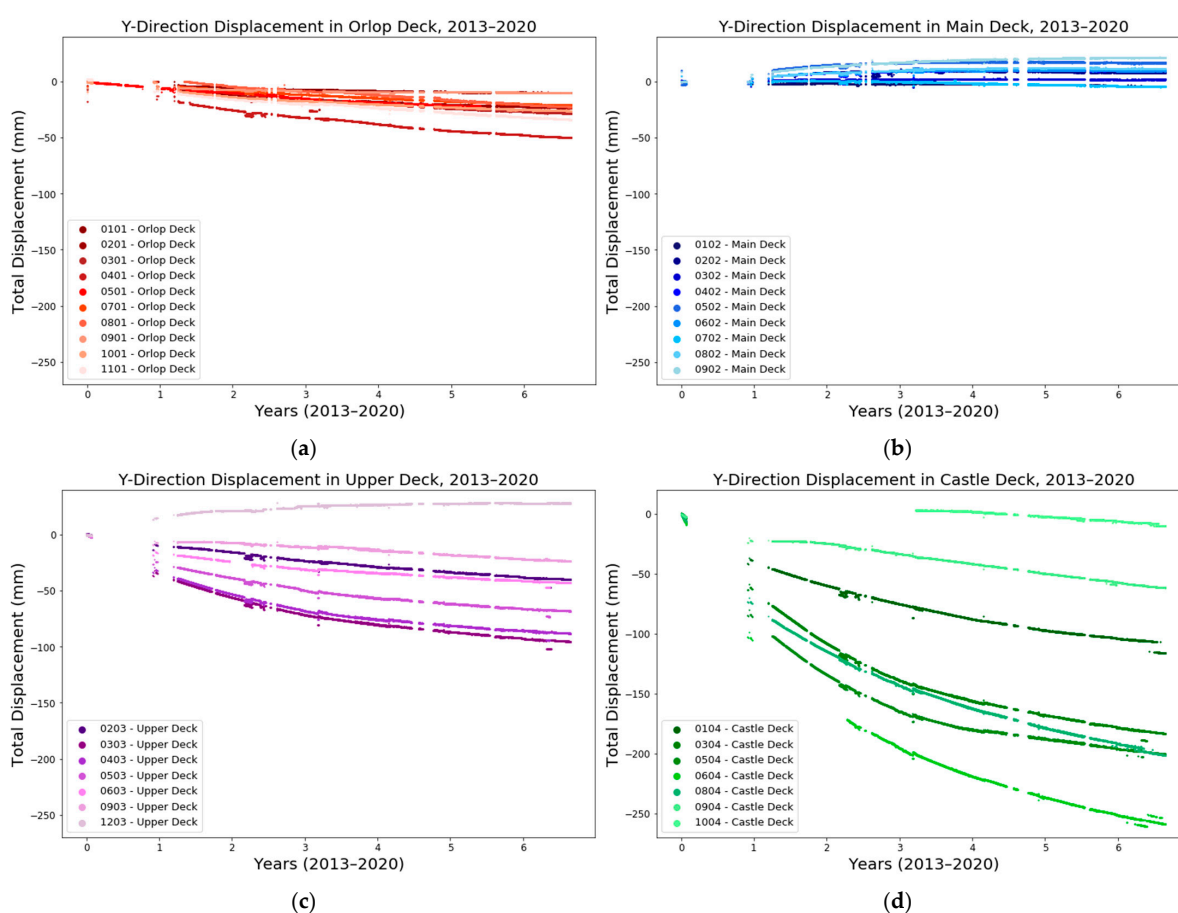 Y-Direction Displacement in Orlop Deck, 2013–2020
Total Displacement (mm)
0
−50
−100
−150
−200
−250
0101 - Orlop Deck
0201 - Orlop Deck
0301 - Orlop Deck
0401 - Orlop Deck
0501 - Orlop Deck
0701 - Orlop Deck
0801 - Orlop Deck
0901 - Orlop Deck
1001 - Orlop Deck
1101 - Orlop Deck
0 1 2 3 4 5 6
Years (2013–2020)
(a)
Y-Direction Displacement in Main Deck, 2013–2020
Total Displacement (mm)
0
−50
−100
−150
−200
−250
0102 - Main Deck
0202 - Main Deck
0302 - Main Deck
0402 - Main Deck
0502 - Main Deck
0602 - Main Deck
0702 - Main Deck
0802 - Main Deck
0902 - Main Deck
0 1 2 3 4 5 6
Years (2013–2020)
(b)
Y-Direction Displacement in Upper Deck, 2013–2020
Total Displacement (mm)
0
−50
−100
−150
−200
−250
0203 - Upper Deck
0303 - Upper Deck
0403 - Upper Deck
0503 - Upper Deck
0603 - Upper Deck
0903 - Upper Deck
1203 - Upper Deck
0 1 2 3 4 5 6
Years (2013–2020)
(c)
Y-Direction Displacement in Castle Deck, 2013–2020
Total Displacement (mm)
0
−50
−100
−150
−200
−250
0104 - Castle Deck
0304 - Castle Deck
0504 - Castle Deck
0604 - Castle Deck
0804 - Castle Deck
0904 - Castle Deck
1004 - Castle Deck
0 1 2 3 4 5 6
Years (2013–2020)
(d)